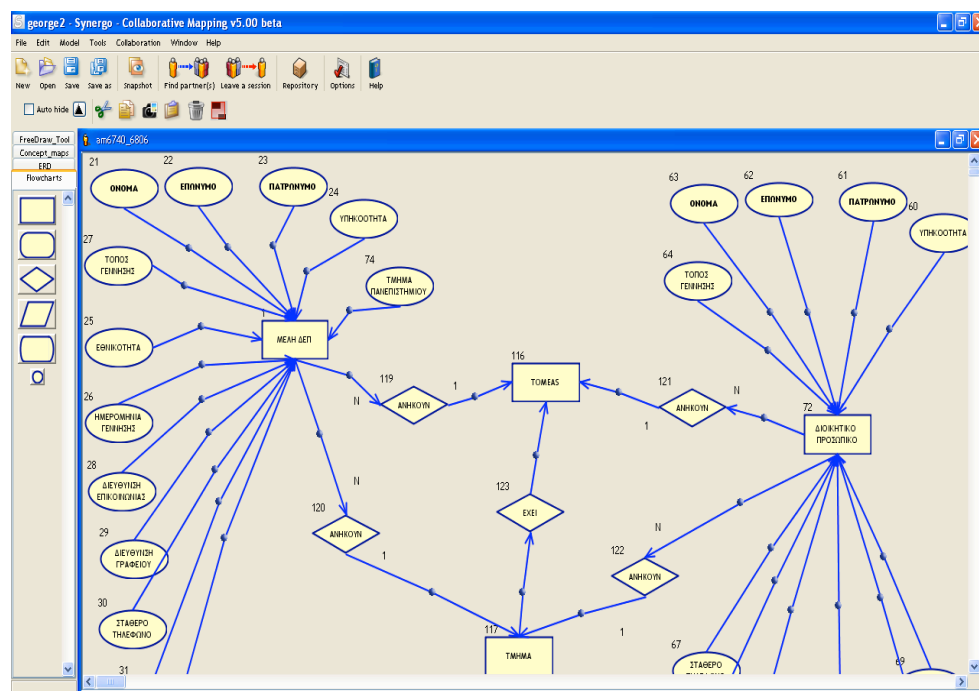 george2 - Synergo - Collaborative Mapping v5.00 beta
File Edit Model Tools Collaboration Window Help
New Open Save Save as Snapshot Find partner(s) Leave a session Repository Options Help
Auto hide
FreeDraw_Tool
Concept_maps
ERD
Flowcharts
am6740_6806
21
ΟΝΟΜΑ
22
ΕΠΩΝΥΜΟ
23
ΠΑΤΡΩΝΥΜΟ
24
ΥΠΗΚΟΟΤΗΤΑ
63
ΟΝΟΜΑ
62
ΕΠΩΝΥΜΟ
61
ΠΑΤΡΩΝΥΜΟ
60
ΥΠΗΚΟΟΤΗΤΑ
27
ΤΟΠΟΣ
ΓΕΝΝΗΣΗΣ
74
ΤΜΗΜΑ
ΠΑΝΕΠΙΣΤΗΜΙΟΥ
64
ΤΟΠΟΣ
ΓΕΝΝΗΣΗΣ
25
ΕΘΝΙΚΟΤΗΤΑ
1
ΜΕΛΗ ΔΕΠ
116
TOMEAS
119
ΑΝΗΚΟΥΝ
N
1
121
ΑΝΗΚΟΥΝ
N
1
72
ΔΙΟΙΚΗΤΙΚΟ
ΠΡΟΣΩΠΙΚΟ
26
ΗΜΕΡΟΜΗΝΙΑ
ΓΕΝΝΗΣΗΣ
28
ΔΙΕΥΘΥΝΣΗ
ΕΠΙΚΟΙΝΩΝΙΑΣ
N
120
ΑΝΗΚΟΥΝ
1
123
ΕΧΕΙ
N
122
ΑΝΗΚΟΥΝ
1
29
ΔΙΕΥΘΥΝΣΗ
ΓΡΑΦΕΙΟΥ
30
ΣΤΑΘΕΡΟ
ΤΗΛΕΦΩΝΟ
31
117
ΤΜΗΜΑ
67
ΣΤΑΘΕΡΟ
69